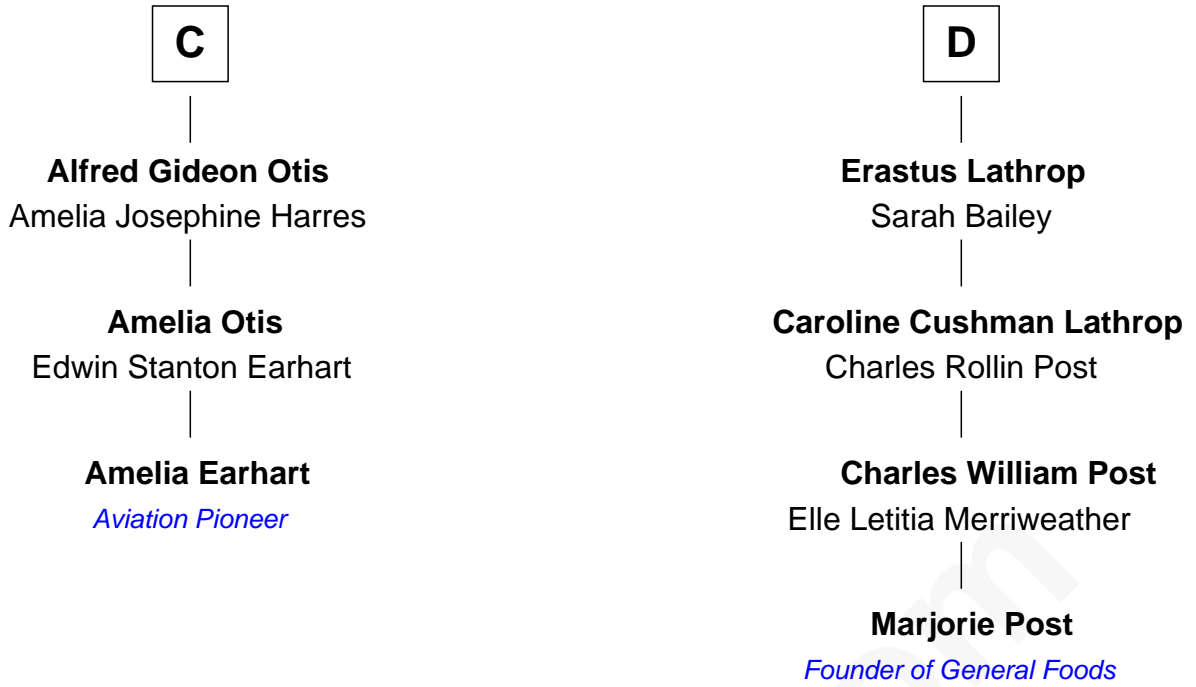 C
Alfred Gideon Otis
Amelia Josephine Harres
Amelia Otis
Edwin Stanton Earhart
Amelia Earhart
Aviation Pioneer
D
Erastus Lathrop
Sarah Bailey
Caroline Cushman Lathrop
Charles Rollin Post
Charles William Post
Elle Letitia Merriweather
Marjorie Post
Founder of General Foods